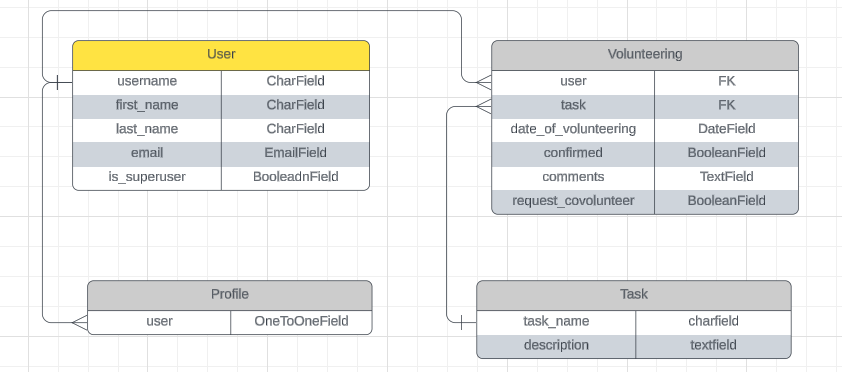 User
username CharField
first_name CharField
last_name CharField
email EmailField
is_superuser BooleadnField
Volunteering
user FK
task FK
date_of_volunteering DateField
confirmed BooleanField
comments TextField
request_covolunteer BooleanField
Profile
user OneToOneField
Task
task_name charfield
description textfield